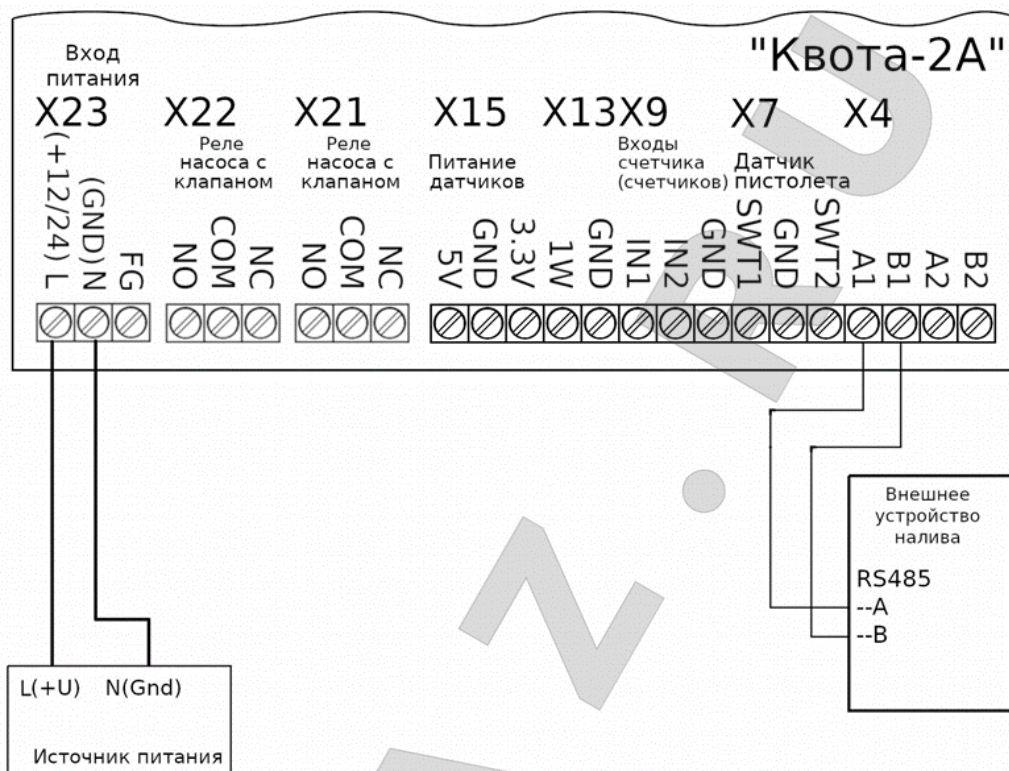 Вход
питания
"Квота-2А"
X23
X22
X21
X15
X13
X9
X7
X4
Реле
насоса с
клапаном
Реле
насоса с
клапаном
Питание
датчиков
Входы
счетчика
(счетчиков)
Датчик
пистолета
(+12/24) L
(GND) N
FG
NO
COM
NC
NO
COM
NC
5V
GND
3.3V
1W
GND
IN1
IN2
GND
SWT1
GND
SWT2
A1
B1
A2
B2
Внешнее
устройство
налива
RS485
--A
--B
L(+U) N(Gnd)
Источник питания
Z.RU